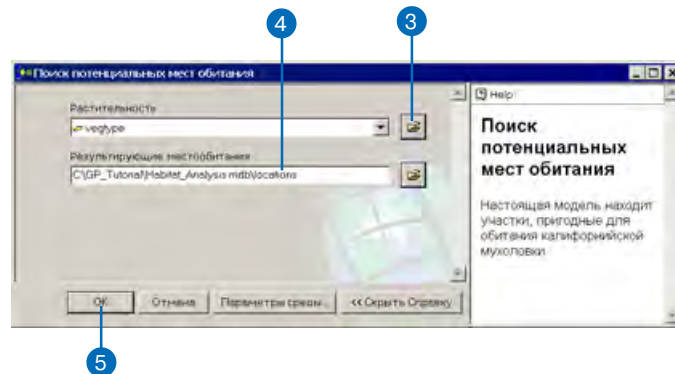 4
3
Поиск потенциальных мест обитания
Растительность
vegtype
Результирующие местообитания
C:\GP_Tutorial\Habitat_Analysis.mdb\locations
OK
Отмена
Параметры среды...
<< Скрыть Справку
Help
Поиск
потенциальных
мест обитания
Настоящая модель находит
участки, пригодные для
обитания калифорнийской
мухоловки
5